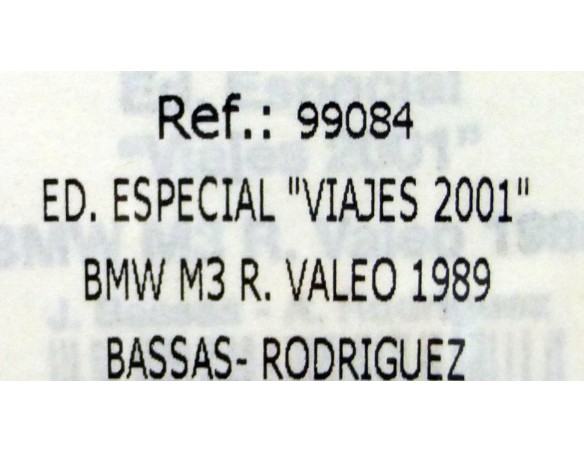 Ref.: 99084
ED. ESPECIAL "VIAJES 2001"
BMW M3 R. VALEO 1989
BASSAS- RODRIGUEZ